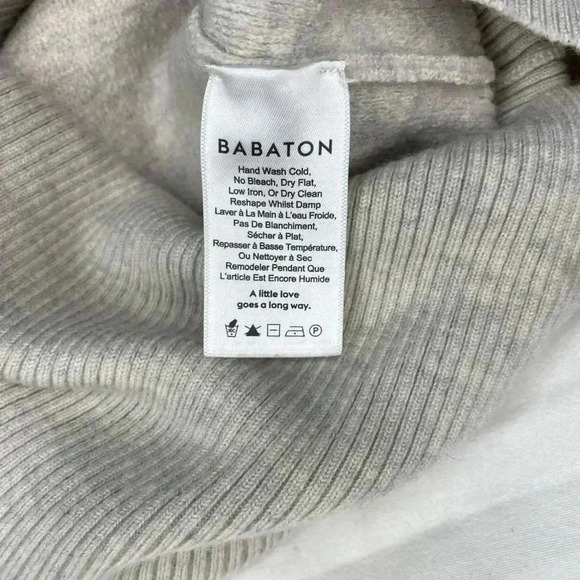 BABATON
Hand Wash Cold,
No Bleach, Dry Flat,
Low Iron, Or Dry Clean
Reshape Whilst Damp
Laver à La Main à L'eau Froide,
Pas De Blanchiment,
Sécher à Plat,
Repasser à Basse Température,
Ou Nettoyer à Sec
Remodeler Pendant Que
L'article Est Encore Humide
A little love
goes a long way.
P